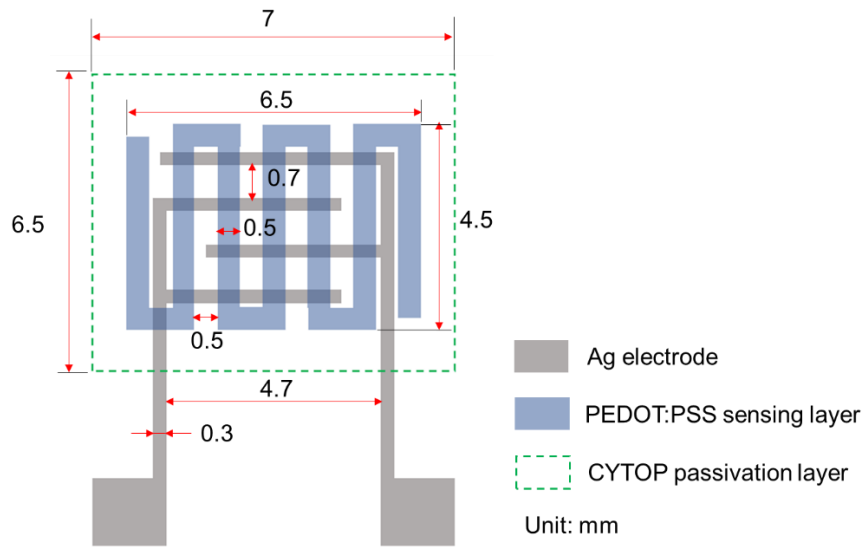 7
6.5
0.7
6.5
0.5
4.5
0.5
4.7
0.3
Ag electrode
PEDOT:PSS sensing layer
CYTOP passivation layer
Unit: mm